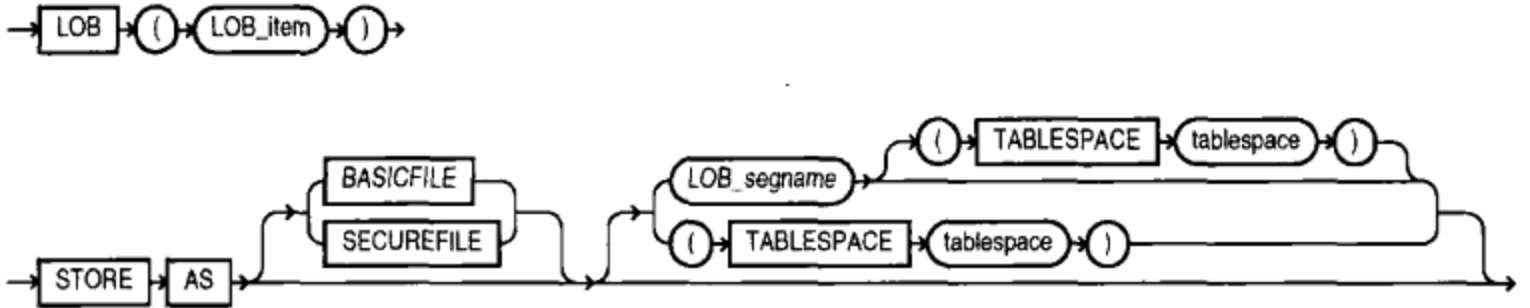 LOB ( LOB_item )
( TABLESPACE tablespace )
BASICFILE LOB_segname
SECUREFILE ( TABLESPACE tablespace )
STORE AS